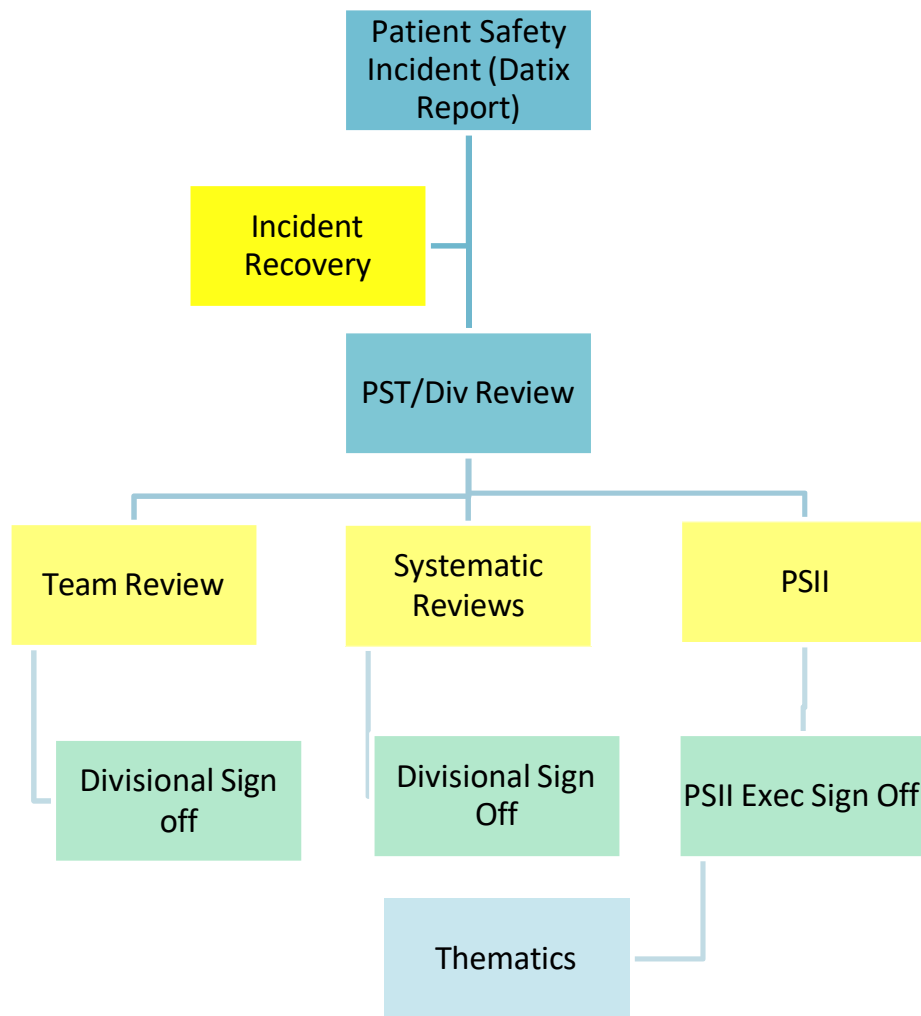 Patient Safety
Incident (Datix
Report)
Incident
Recovery
PST/Div Review
Team Review
Systematic
Reviews
PSII
Divisional Sign
off
Divisional Sign
Off
PSII Exec Sign Off
Thematics